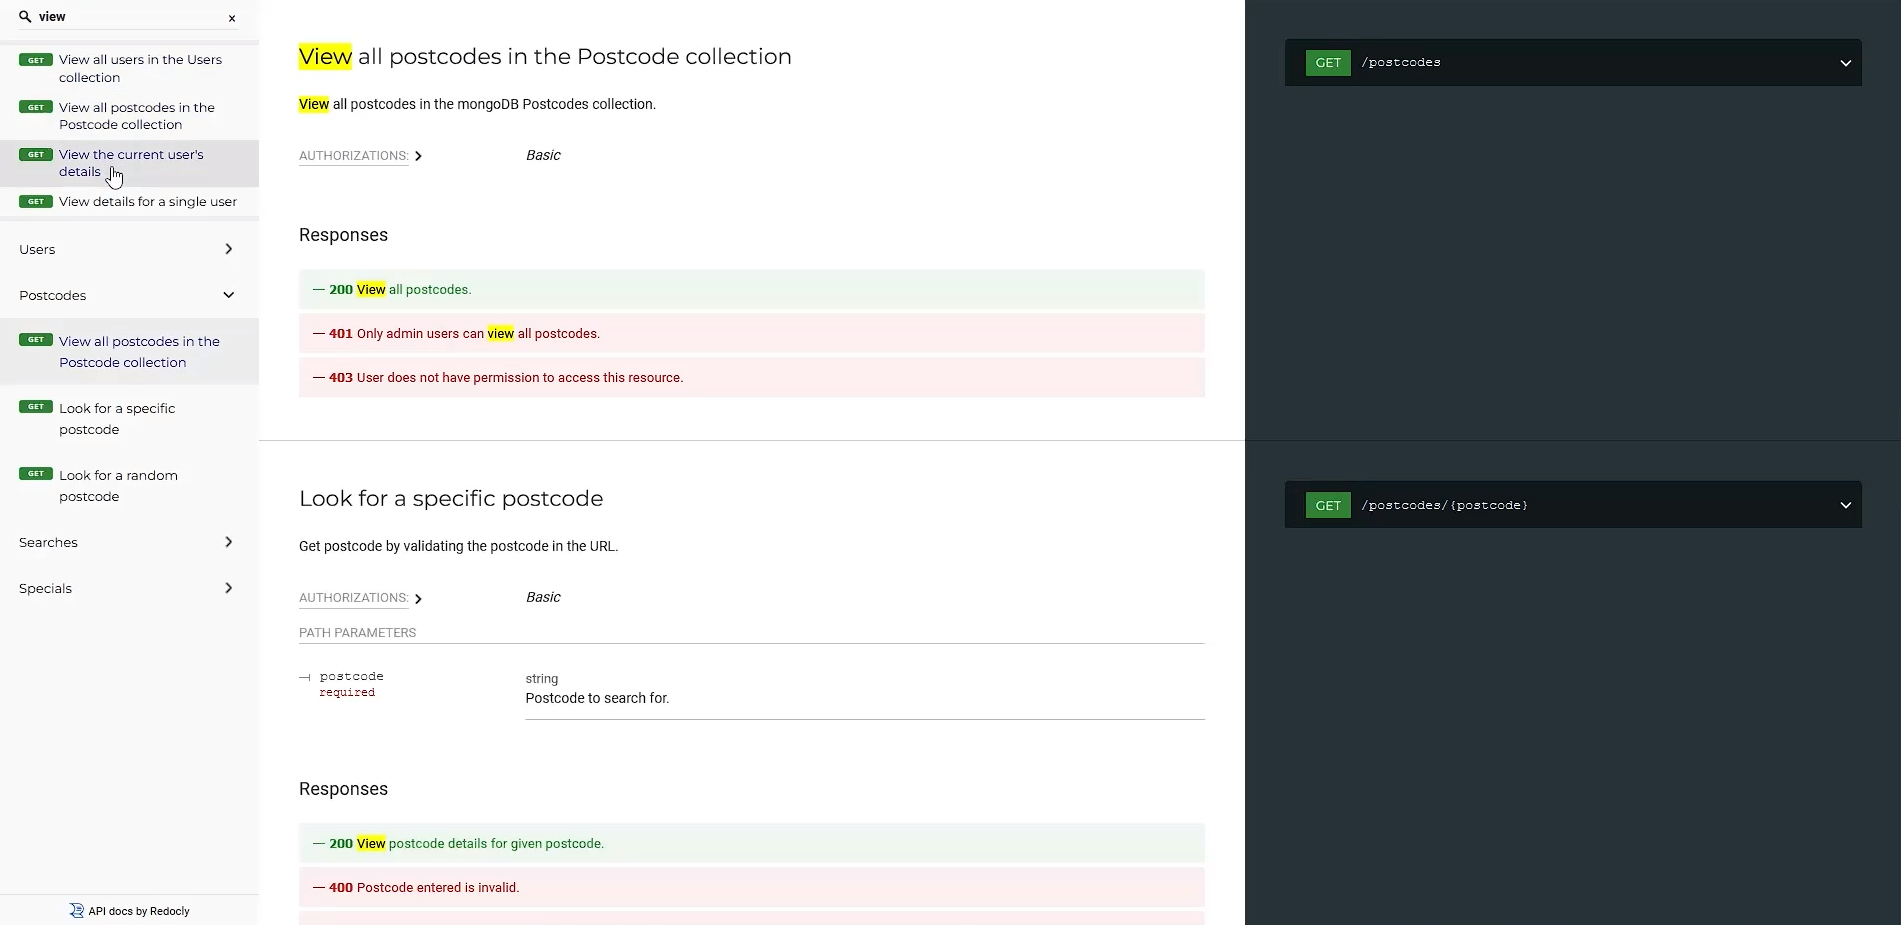 view
×
GET View all users in the Users
collection
GET View all postcodes in the
Postcode collection
GET View the current user's
details
GET View details for a single user
Users
Postcodes
GET View all postcodes in the
Postcode collection
GET Look for a specific
postcode
GET Look for a random
postcode
Searches
Specials
API docs by Redocly
View all postcodes in the Postcode collection
View all postcodes in the mongoDB Postcodes collection.
AUTHORIZATIONS: Basic
Responses
— 200 View all postcodes.
— 401 Only admin users can view all postcodes.
— 403 User does not have permission to access this resource.
GET /postcodes
Look for a specific postcode
Get postcode by validating the postcode in the URL.
AUTHORIZATIONS: Basic
PATH PARAMETERS
postcode
required
string
Postcode to search for.
Responses
— 200 View postcode details for given postcode.
— 400 Postcode entered is invalid.
GET /postcodes/{postcode}